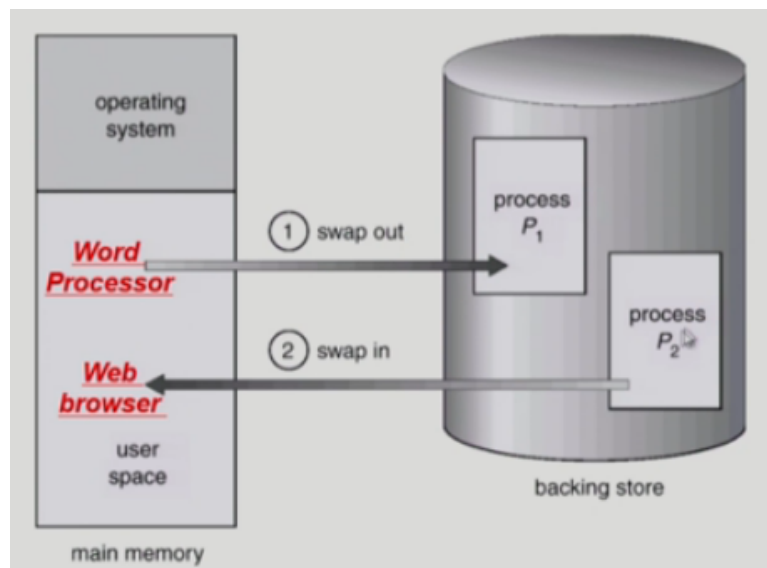 operating
system
Word
Processor
Web
browser
user
space
main memory
1 swap out
2 swap in
process
P1
process
P2
backing store